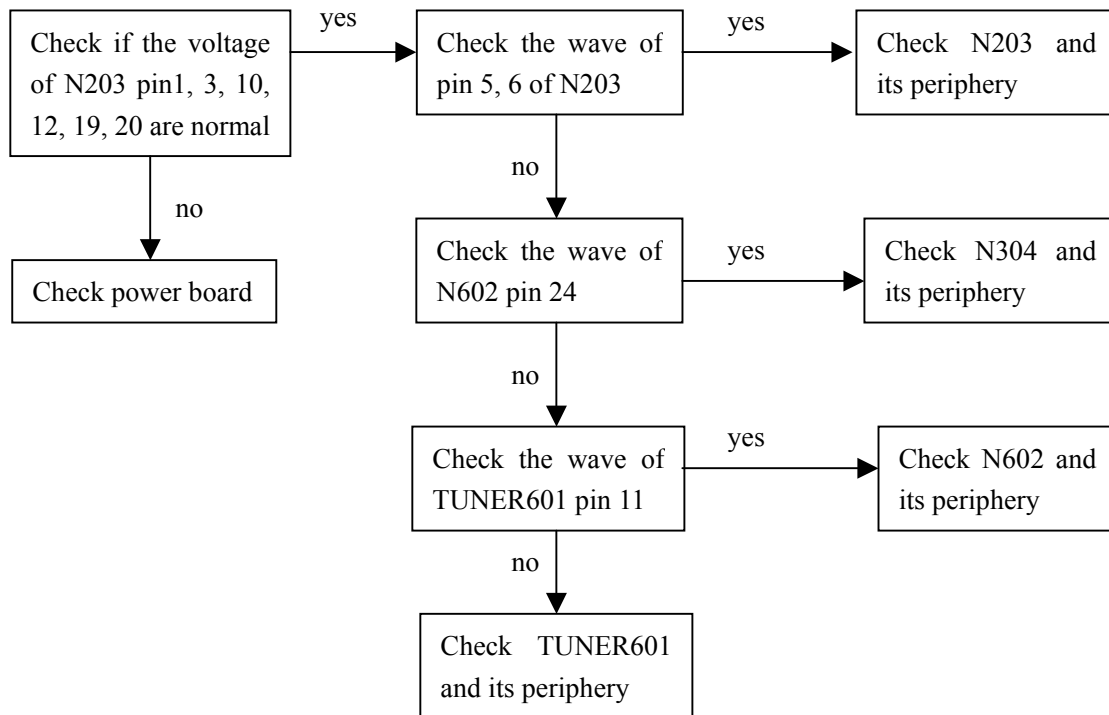 Check if the voltage
of N203 pin1, 3, 10,
12, 19, 20 are normal
yes
Check the wave of
pin 5, 6 of N203
yes
Check N203 and
its periphery
no
no
Check power board
Check the wave of
N602 pin 24
yes
Check N304 and
its periphery
no
Check the wave of
TUNER601 pin 11
yes
Check N602 and
its periphery
no
Check TUNER601
and its periphery